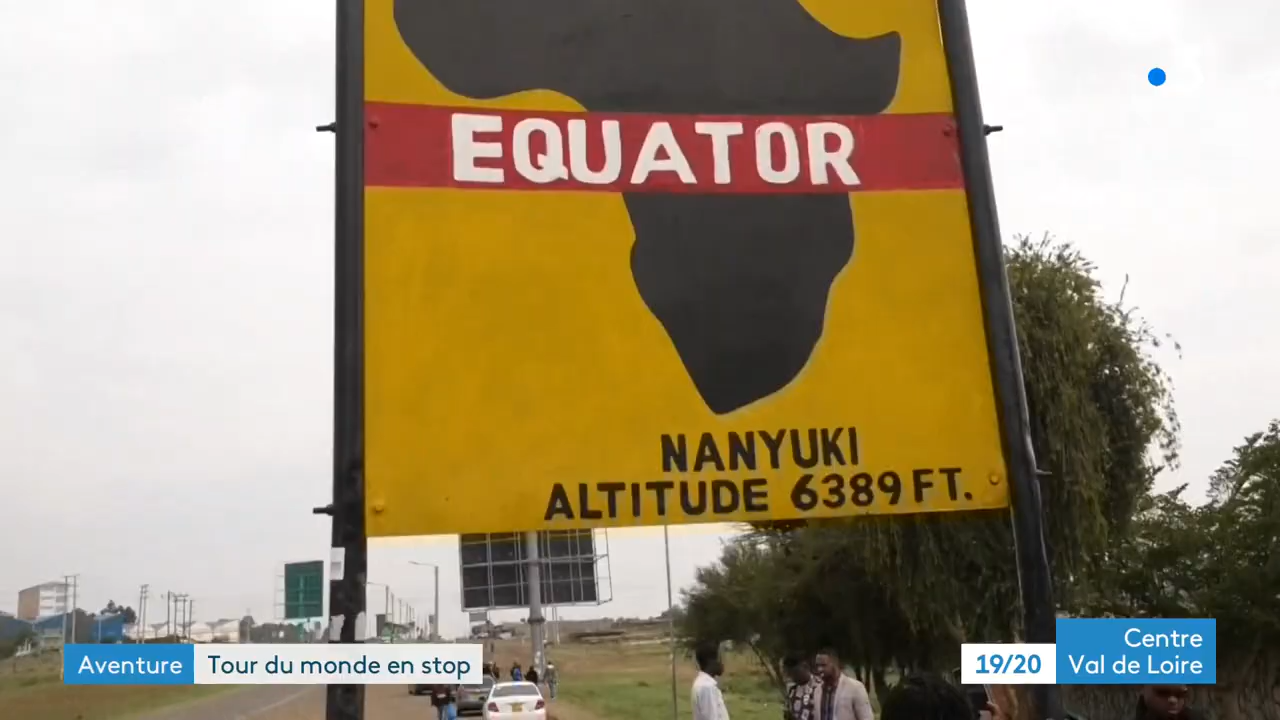 EQUATOR
NANYUKI
ALTITUDE 6389 FT.
Aventure
Tour du monde en stop
19/20
Centre
Val de Loire